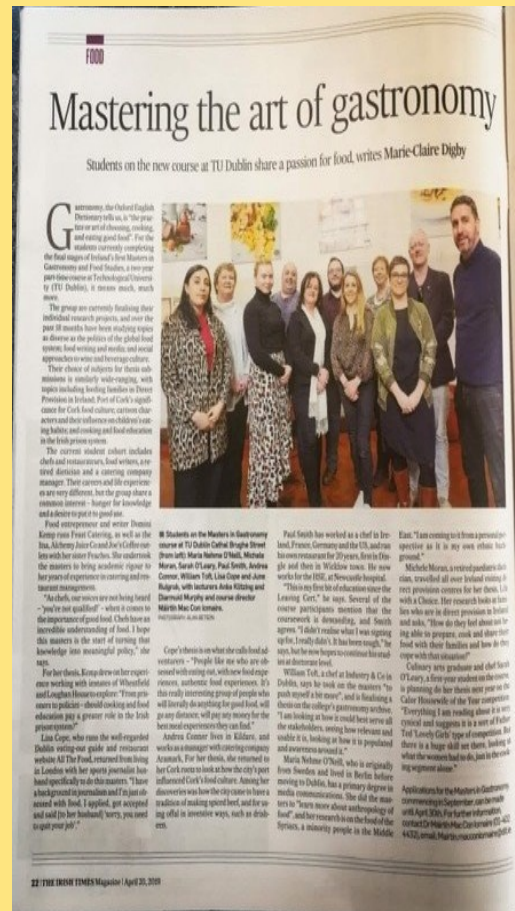 FOOD
Mastering the art of gastronomy
Students on the new course at TU Dublin share a passion for food, writes Marie-Claire Digby
Gastronomy, the Oxford English
Dictionary tells us, is "the prac-
tice or art of choosing, cooking,
and eating good food". For the
students currently completing
the final stages of Ireland's first Masters in
Gastronomy and Food Studies, a two year
part-time course at Technological Universi-
ty (TU Dublin), it means much, much
more.
The group are currently finalising their
individual research projects, and over the
past 18 months have been studying topics
as diverse as the politics of the global food
system; food writing and media; and social
approaches to wine and beverage culture.
Their choice of subjects for thesis sub-
missions is similarly wide-ranging, with
topics including feeding families in Direct
Provision in Ireland, Port of Cork's signifi-
cance for Cork food culture, cartoon char-
acters and their influence on children's eat-
ing habits; and cooking and food education
in the Irish prison system.
The current student cohort includes
chefs and restaurateurs, food writers, a re-
tired dietician and a catering company
manager. Their careers and life experienc-
es are very different, but the group share a
common interest – hunger for knowledge
and a desire to put it to good use.
Food entrepreneur and writer Domini
Kemp runs Feast Catering, as well as the
Itsa, Alchemy Juice Co and Joe's Coffee out-
lets with her sister Peaches. She undertook
the masters to bring academic rigour to
her years of experience in catering and res-
taurant management.
"As chefs, our voices are not being heard
– 'you're not qualified' – when it comes to
the importance of good food. Chefs have an
incredible understanding of food. I hope
this masters is the start of turning that
knowledge into meaningful policy," she
says.
For her thesis, Kemp drew on her experi-
ence working with inmates of Wheatfield
and Loughan House to explore: "From pris-
oners to policies – should cooking and food
education pay a greater role in the Irish
prison system?"
Lisa Cope, who runs the well-regarded
Dublin eating-out guide and restaurant
website All The Food, returned from living
in London with her sports journalist hus-
band specifically to do this masters. "I have
a background in journalism and I'm just ob-
sessed with food. I applied, got accepted
and said [to her husband] 'sorry, you need
to quit your job'."
Students on the Masters in Gastronomy
course at TU Dublin Cathal Brugha Street
(from left): Maria Nehme O'Neill, Michele
Moran, Sarah O'Leary, Paul Smith, Andrea
Connor, William Toft, Lisa Cope and June
with lecturers Anke Klitzing and
Diarmuid Murphy and course director
Máirtín Mac Con Iomaire.
PHOTOGRAPH: ALAN BETSON
Cope's thesis is on what she calls food ad-
venturers – "People like me who are ob-
sessed with eating out, with new food expe-
riences, authentic food experiences. It's
this really interesting group of people who
will literally do anything for good food, will
go any distance, will pay any money for the
best meal experiences they can find."
Andrea Connor lives in Kildare, and
works as a manager with catering company
Aramark. For her thesis, she returned to
her Cork roots to look at how the city's port
influenced Cork's food culture. Among her
discoveries was how the city came to have a
tradition of making spiced beef, and for us-
ing offal in inventive ways, such as drish-
een.
Paul Smith has worked as a chef in Ire-
land, France, Germany and the US, and ran
his own restaurant for 20 years, first in Din-
gle and then in Wicklow town. He now
works for the HSE, at Newcastle hospital.
"This is my first bit of education since the
Leaving Cert," he says. Several of the
course participants mention that the
coursework is demanding, and Smith
agrees. "I didn't realise what I was signing
up for, I really didn't. It has been tough," he
says, but he now hopes to continue his stud-
ies at doctorate level.
William Toft, a chef at Industry & Co in
Dublin, says he took on the masters "to
push myself a bit more", and is finalising a
thesis on the college's gastronomy archive.
"I am looking at how it could best serve all
the stakeholders, seeing how relevant and
usable it is, looking at how it is populated
and awareness around it."
Maria Nehme O'Neill, who is originally
from Sweden and lived in Berlin before
moving to Dublin, has a primary degree in
media communications. She did the mas-
ters to "learn more about anthropology of
food", and her research is on the food of the
Syriacs, a minority people in the Middle
East. "I am coming to it from a personal per-
spective as it is my own ethnic back-
ground."
Michele Moran, a retired paediatric dieti-
cian, travelled all over Ireland visiting di-
rect provision centres for her thesis, Life
with a Choice. Her research looks at fami-
lies who are in direct provision in Ireland
and asks, "How do they feel about not be-
ing able to prepare, cook and share their
food with their families and how do they
cope with that situation?"
Culinary arts graduate and chef Sarah
O'Leary, a first-year student on the course,
is planning her thesis next year on the
Calor Housewife of the Year competition.
"Everything I am reading about it is very
cynical and suggests it is a sort of Father
Ted 'Lovely Girls' type of competition. But
there is a huge skill set there, looking at
what the women had to do, just in the cook-
ing segment alone."
Applications for the Masters in Gastronomy,
commencing in September, can be made
until April 30th. For further information,
contact Dr Máirtín Mac Con Iomaire (01-402
4432), email,
22 | THE IRISH TIMES Magazine | April 20, 2019